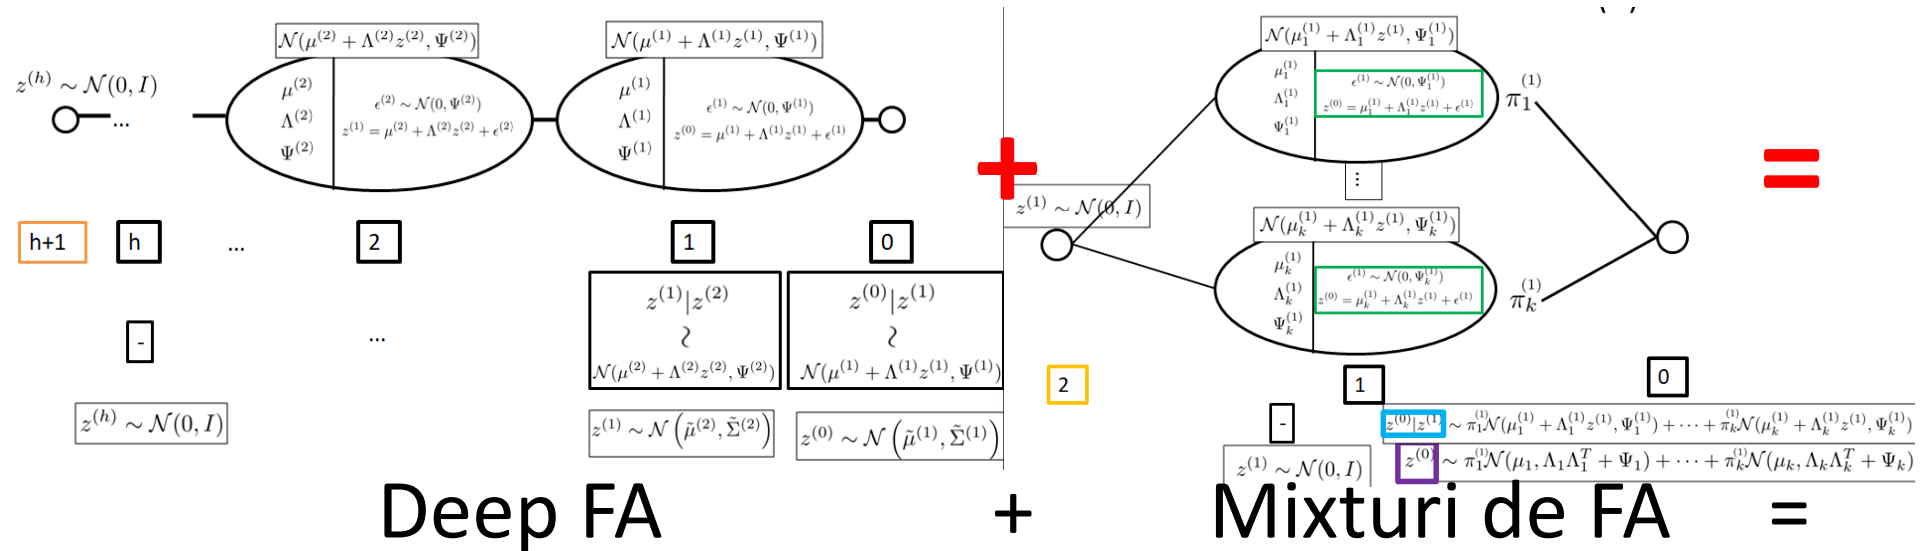 z^{(h)} ∼ N(0, I)
...
N(μ^{(2)} + Λ^{(2)}z^{(2)}, Ψ^{(2)})
μ^{(2)}
Λ^{(2)}
Ψ^{(2)}
ϵ^{(2)} ∼ N(0, Ψ^{(2)})
z^{(1)} = μ^{(2)} + Λ^{(2)}z^{(2)} + ϵ^{(2)}
N(μ^{(1)} + Λ^{(1)}z^{(1)}, Ψ^{(1)})
μ^{(1)}
Λ^{(1)}
Ψ^{(1)}
ϵ^{(1)} ∼ N(0, Ψ^{(1)})
z^{(0)} = μ^{(1)} + Λ^{(1)}z^{(1)} + ϵ^{(1)}
h+1
h
...
2
1
0
-
...
z^{(1)}|z^{(2)}
∼
N(μ^{(2)} + Λ^{(2)}z^{(2)}, Ψ^{(2)})
z^{(0)}|z^{(1)}
∼
N(μ^{(1)} + Λ^{(1)}z^{(1)}, Ψ^{(1)})
z^{(h)} ∼ N(0, I)
z^{(1)} ∼ N(μ̃^{(2)}, Σ̃^{(2)})
z^{(0)} ∼ N(μ̃^{(1)}, Σ̃^{(1)})
+
N(μ_1^{(1)} + Λ_1^{(1)}z^{(1)}, Ψ_1^{(1)})
μ_1^{(1)}
Λ_1^{(1)}
Ψ_1^{(1)}
ϵ^{(1)} ∼ N(0, Ψ_1^{(1)})
z^{(0)} = μ_1^{(1)} + Λ_1^{(1)}z^{(1)} + ϵ^{(1)}
π_1^{(1)}
⋮
z^{(1)} ∼ N(0, I)
N(μ_k^{(1)} + Λ_k^{(1)}z^{(1)}, Ψ_k^{(1)})
μ_k^{(1)}
Λ_k^{(1)}
Ψ_k^{(1)}
ϵ^{(1)} ∼ N(0, Ψ_k^{(1)})
z^{(0)} = μ_k^{(1)} + Λ_k^{(1)}z^{(1)} + ϵ^{(1)}
π_k^{(1)}
=
2
1
0
-
z^{(1)} ∼ N(0, I)
z^{(0)}|z^{(1)} ∼ π_1^{(1)}N(μ_1^{(1)} + Λ_1^{(1)}z^{(1)}, Ψ_1^{(1)}) + ⋯ + π_k^{(1)}N(μ_k^{(1)} + Λ_k^{(1)}z^{(1)}, Ψ_k^{(1)})
z^{(0)} ∼ π_1^{(1)}N(μ_1, Λ_1Λ_1^T + Ψ_1) + ⋯ + π_k^{(1)}N(μ_k, Λ_kΛ_k^T + Ψ_k)
Deep FA + Mixturi de FA =